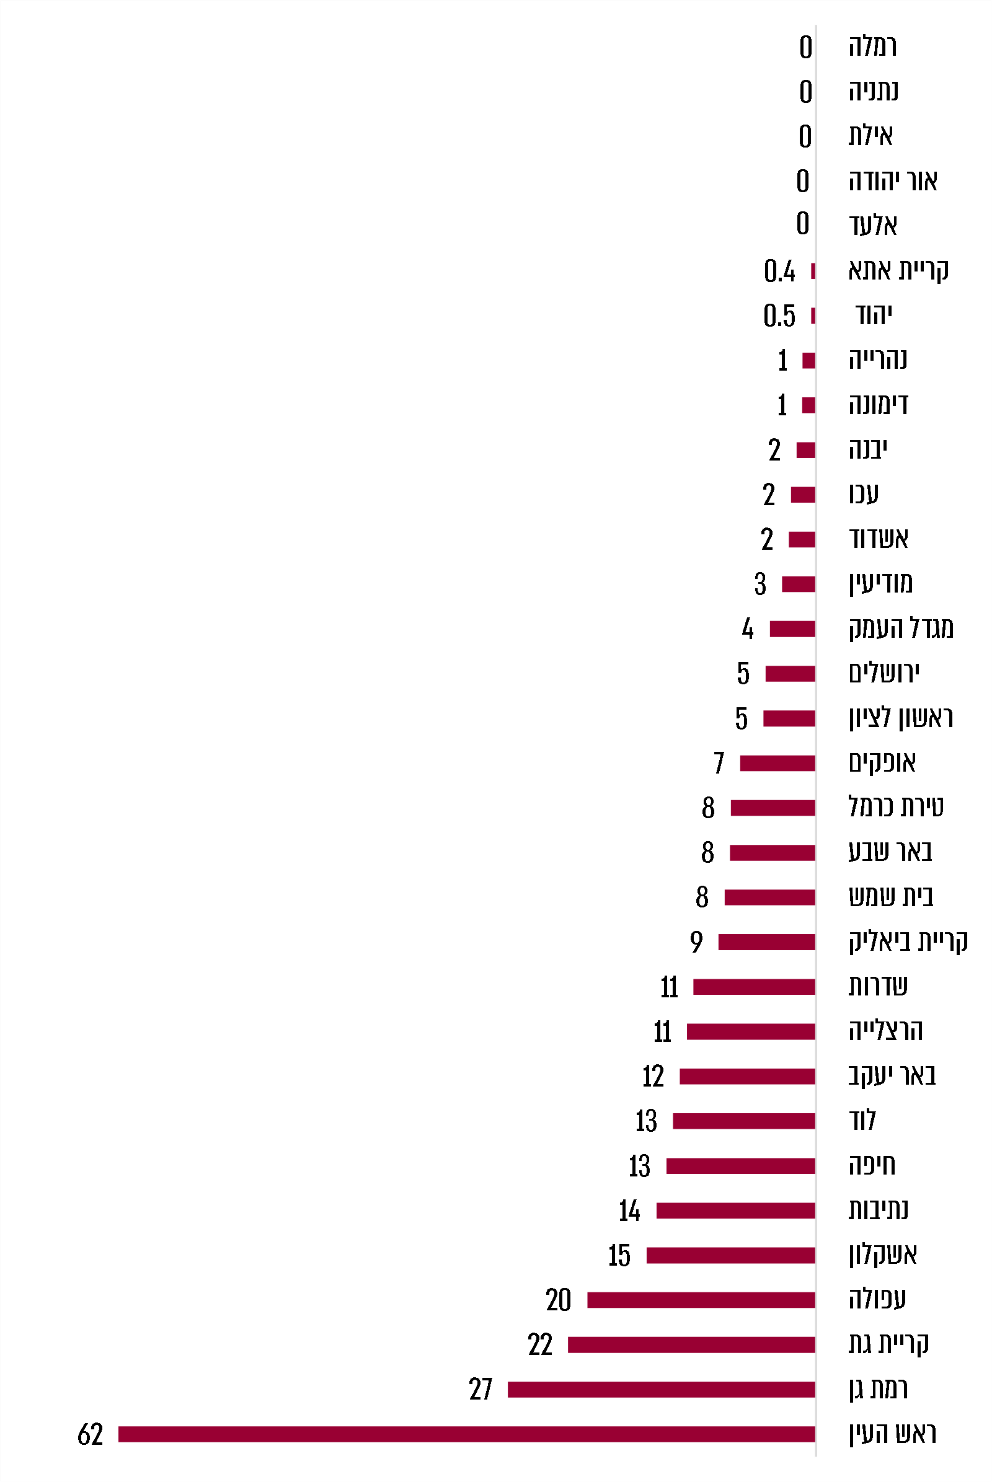 רמלה 0
נתניה 0
אילת 0
אור יהודה 0
אלעד 0
קריית אתא 0.4
יהוד 0.5
נהרייה 1
דימונה 1
יבנה 2
עכו 2
אשדוד 2
מודיעין 3
מגדל העמק 4
ירושלים 5
ראשון לציון 5
אופקים 7
טירת כרמל 8
באר שבע 8
בית שמש 8
קריית ביאליק 9
שדרות 11
הרצלייה 11
באר יעקב 12
לוד 13
חיפה 13
נתיבות 14
אשקלון 15
עפולה 20
קריית גת 22
רמת גן 27
ראש העין 62